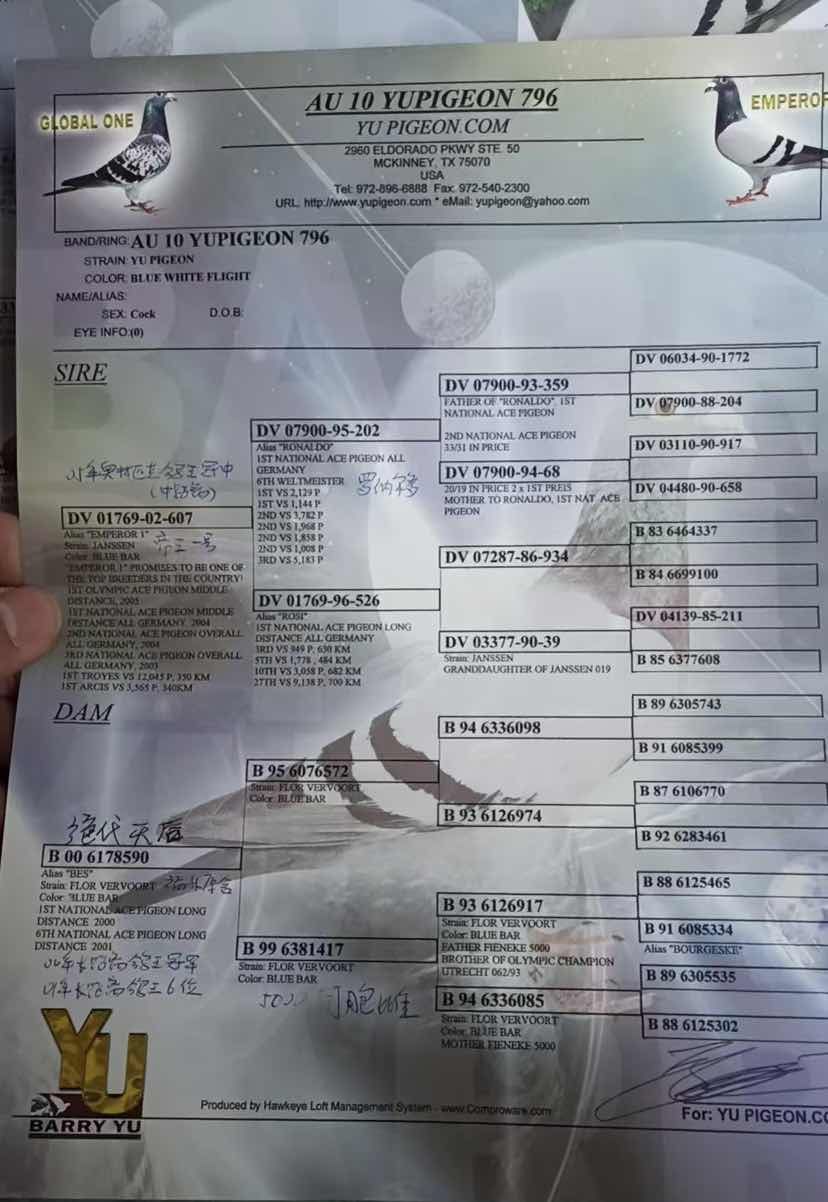 GLOBAL ONE
EMPEROR
AU 10 YUPIGEON 796
YU PIGEON.COM
2960 ELDORADO PKWY STE. 50
MCKINNEY, TX 75070
USA
Tel: 972-896-6888 Fax. 972-540-2300
URL: http://www.yupigeon.com * eMail: yupigeon@yahoo.com
BAND/RING: AU 10 YUPIGEON 796
STRAIN: YU PIGEON
COLOR: BLUE WHITE FLIGHT
NAME/ALIAS:
SEX: Cock D.O.B:
EYE INFO:(0)
SIRE
DV 01769-02-607
Alias "EMPEROR 1" 帝王一号
Strain: JANSSEN
Color: BLUE BAR
"EMPEROR 1" PROMISES TO BE ONE OF
THE TOP BREEDERS IN THE COUNTRY!
1ST OLYMPIC ACE PIGEON MIDDLE
DISTANCE, 2005
1ST NATIONAL ACE PIGEON MIDDLE
DISTANCE ALL GERMANY, 2004
2ND NATIONAL ACE PIGEON OVERALL
ALL GERMANY, 2004
3RD NATIONAL ACE PIGEON OVERALL
ALL GERMANY, 2003
1ST TROYES VS 12,045 P, 350 KM
1ST ARCIS VS 3,565 P, 340KM
DV 07900-95-202
Alias "RONALDO"
1ST NATIONAL ACE PIGEON ALL
GERMANY
6TH WELTMEISTER
1ST VS 2,129 P
1ST VS 1,144 P
2ND VS 3,782 P
2ND VS 1,968 P
2ND VS 1,858 P
2ND VS 1,008 P
3RD VS 5,183 P
DV 01769-96-526
Alias "ROSI"
1ST NATIONAL ACE PIGEON LONG
DISTANCE ALL GERMANY
3RD VS 949 P, 630 KM
5TH VS 1,778 , 484 KM
10TH VS 3,058 P, 682 KM
27TH VS 9,138 P, 700 KM
DV 07900-93-359
FATHER OF "RONALDO", 1ST
NATIONAL ACE PIGEON
2ND NATIONAL ACE PIGEON
33/31 IN PRICE
DV 07900-94-68
20/19 IN PRICE 2 x 1ST PREIS
MOTHER TO RONALDO, 1ST NAT ACE
PIGEON
DV 07287-86-934
DV 03377-90-39
Strain: JANSSEN
GRANDDAUGHTER OF JANSSEN 019
DV 06034-90-1772
DV 07900-88-204
DV 03110-90-917
DV 04480-90-658
B 83 6464337
B 84 6699100
DV 04139-85-211
B 85 6377608
DAM
绝代天后
B 00 6178590
Alias "BES"
Strain: FLOR VERVOORT
Color: BLUE BAR
1ST NATIONAL ACE PIGEON LONG
DISTANCE 2000
6TH NATIONAL ACE PIGEON LONG
DISTANCE 2001
B 95 6076572
Strain: FLOR VERVOORT
Color: BLUE BAR
B 99 6381417
Strain: FLOR VERVOORT
Color: BLUE BAR
B 94 6336098
B 93 6126974
B 93 6126917
Strain: FLOR VERVOORT
Color: BLUE BAR
FATHER FIENEKE 5000
BROTHER OF OLYMPIC CHAMPION
UTRECHT 062/93
B 94 6336085
Strain: FLOR VERVOORT
Color: BLUE BAR
MOTHER FIENEKE 5000
B 89 6305743
B 91 6085399
B 87 6106770
B 92 6283461
B 88 6125465
B 91 6085334
Alias "BOURGESKE"
B 89 6305535
B 88 6125302
YU
BARRY YU
Produced by Hawkeye Loft Management System - www.Comproware.com
For: YU PIGEON.CO